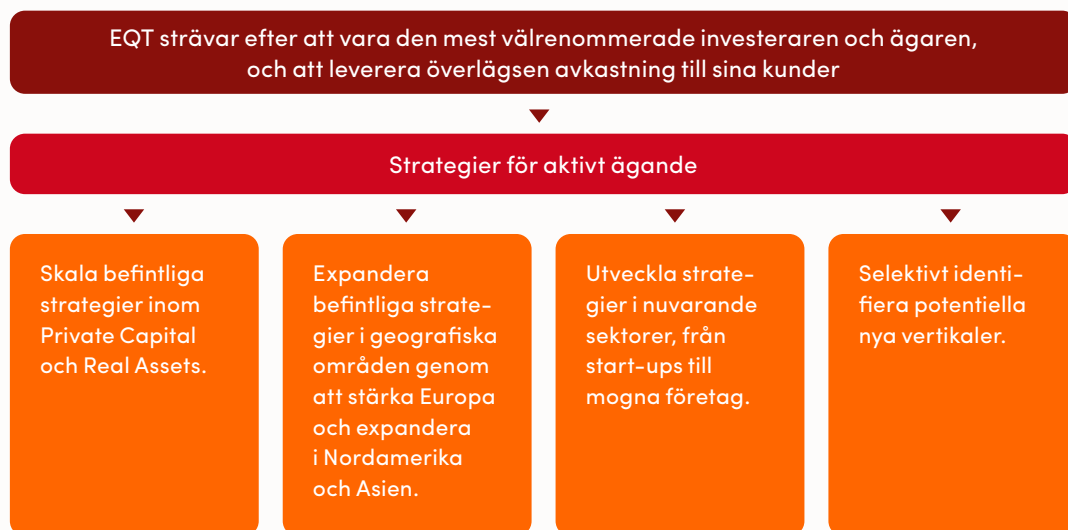 EQT strävar efter att vara den mest välrenommerade investeraren och ägaren,
och att leverera överlägsen avkastning till sina kunder
Strategier för aktivt ägande
Skala befintliga
strategier inom
Private Capital
och Real Assets.
Expandera
befintliga strate-
gier i geografiska
områden genom
att stärka Europa
och expandera
i Nordamerika
och Asien.
Utveckla strate-
gier i nuvarande
sektorer, från
start-ups till
mogna företag.
Selektivt identi-
fiera potentiella
nya vertikaler.